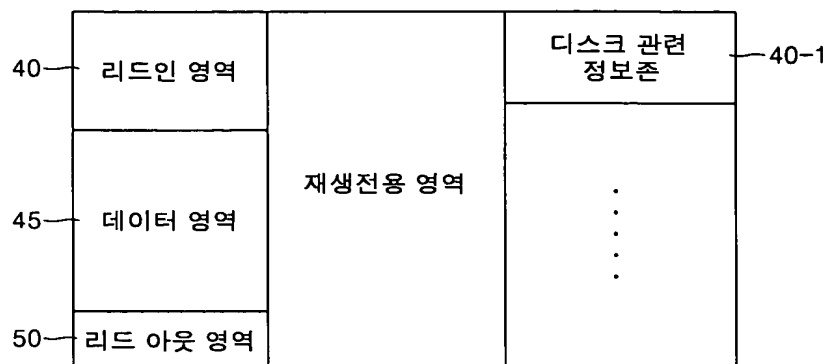 40
리드인 영역
45
데이터 영역
50
리드 아웃 영역
재생전용 영역
디스크 관련
정보존
40-1